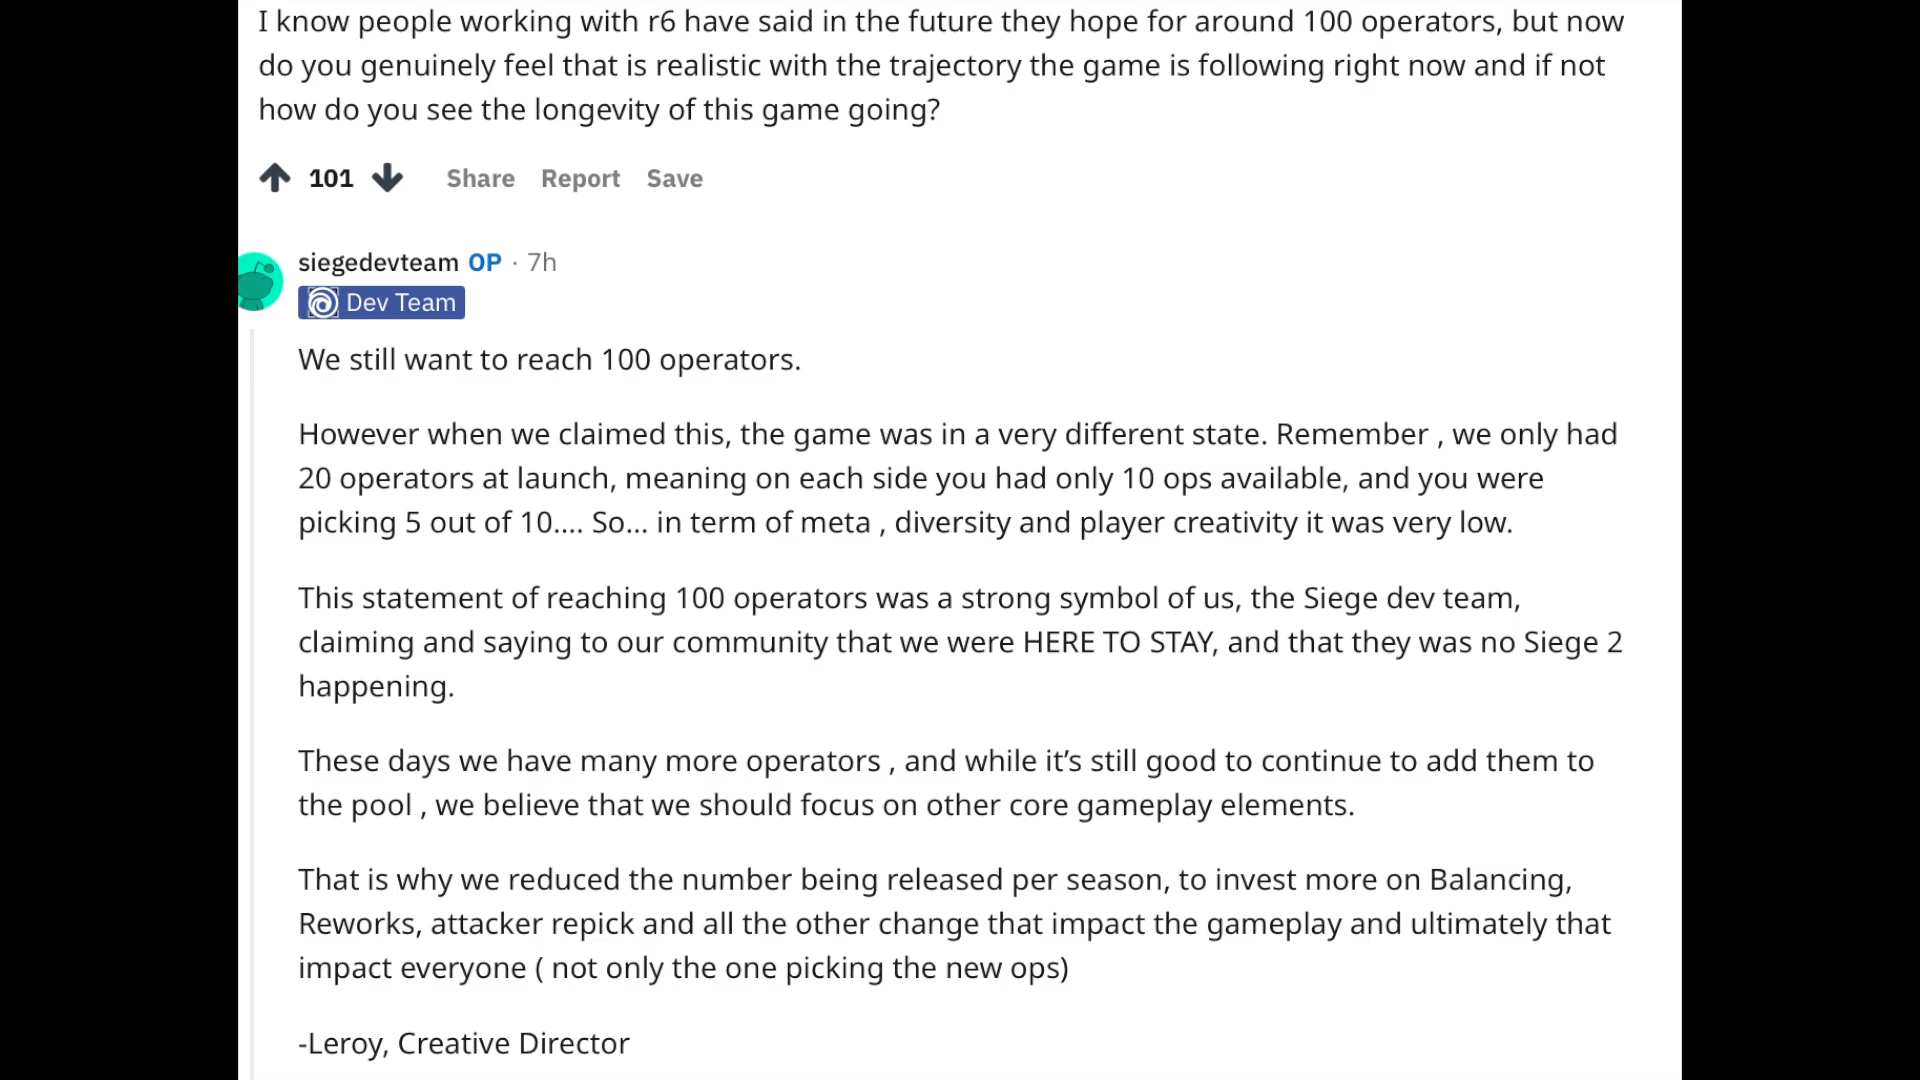 I know people working with r6 have said in the future they hope for around 100 operators, but now
do you genuinely feel that is realistic with the trajectory the game is following right now and if not
how do you see the longevity of this game going?
101 Share Report Save
siegedevteam OP · 7h
Dev Team
We still want to reach 100 operators.
However when we claimed this, the game was in a very different state. Remember , we only had
20 operators at launch, meaning on each side you had only 10 ops available, and you were
picking 5 out of 10.... So... in term of meta , diversity and player creativity it was very low.
This statement of reaching 100 operators was a strong symbol of us, the Siege dev team,
claiming and saying to our community that we were HERE TO STAY, and that they was no Siege 2
happening.
These days we have many more operators , and while it’s still good to continue to add them to
the pool , we believe that we should focus on other core gameplay elements.
That is why we reduced the number being released per season, to invest more on Balancing,
Reworks, attacker repick and all the other change that impact the gameplay and ultimately that
impact everyone ( not only the one picking the new ops)
-Leroy, Creative Director